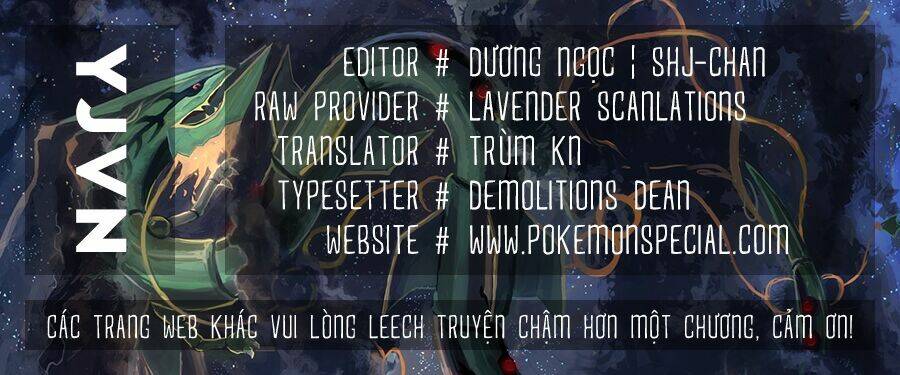 YJVN
EDITOR # DƯƠNG NGỌC ¦ SHJ-CHAN
RAW PROVIDER # LAVENDER SCANLATIONS
TRANSLATOR # TRÙM KN
TYPESETTER # DEMOLITIONS DEAN
WEBSITE # WWW.POKEMONSPECIAL.COM
CÁC TRANG WEB KHÁC VUI LÒNG LEECH TRUYỆN CHẬM HƠN MỘT CHƯƠNG, CẢM ƠN!